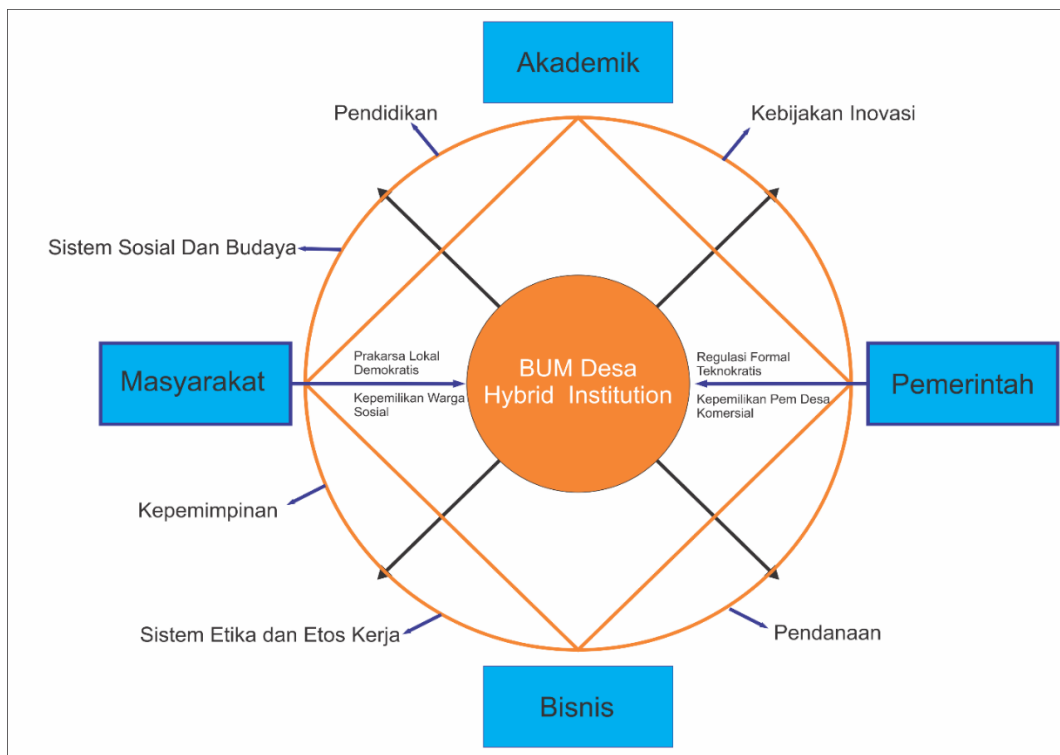 Akademik
Pendidikan
Kebijakan Inovasi
Sistem Sosial Dan Budaya
Masyarakat
Prakarsa Lokal
Demokratis
Kepemilikan Warga
Sosial
BUM Desa
Hybrid Institution
Regulasi Formal
Teknokratis
Kepemilikan Pem Desa
Komersial
Pemerintah
Kepemimpinan
Sistem Etika dan Etos Kerja
Pendanaan
Bisnis